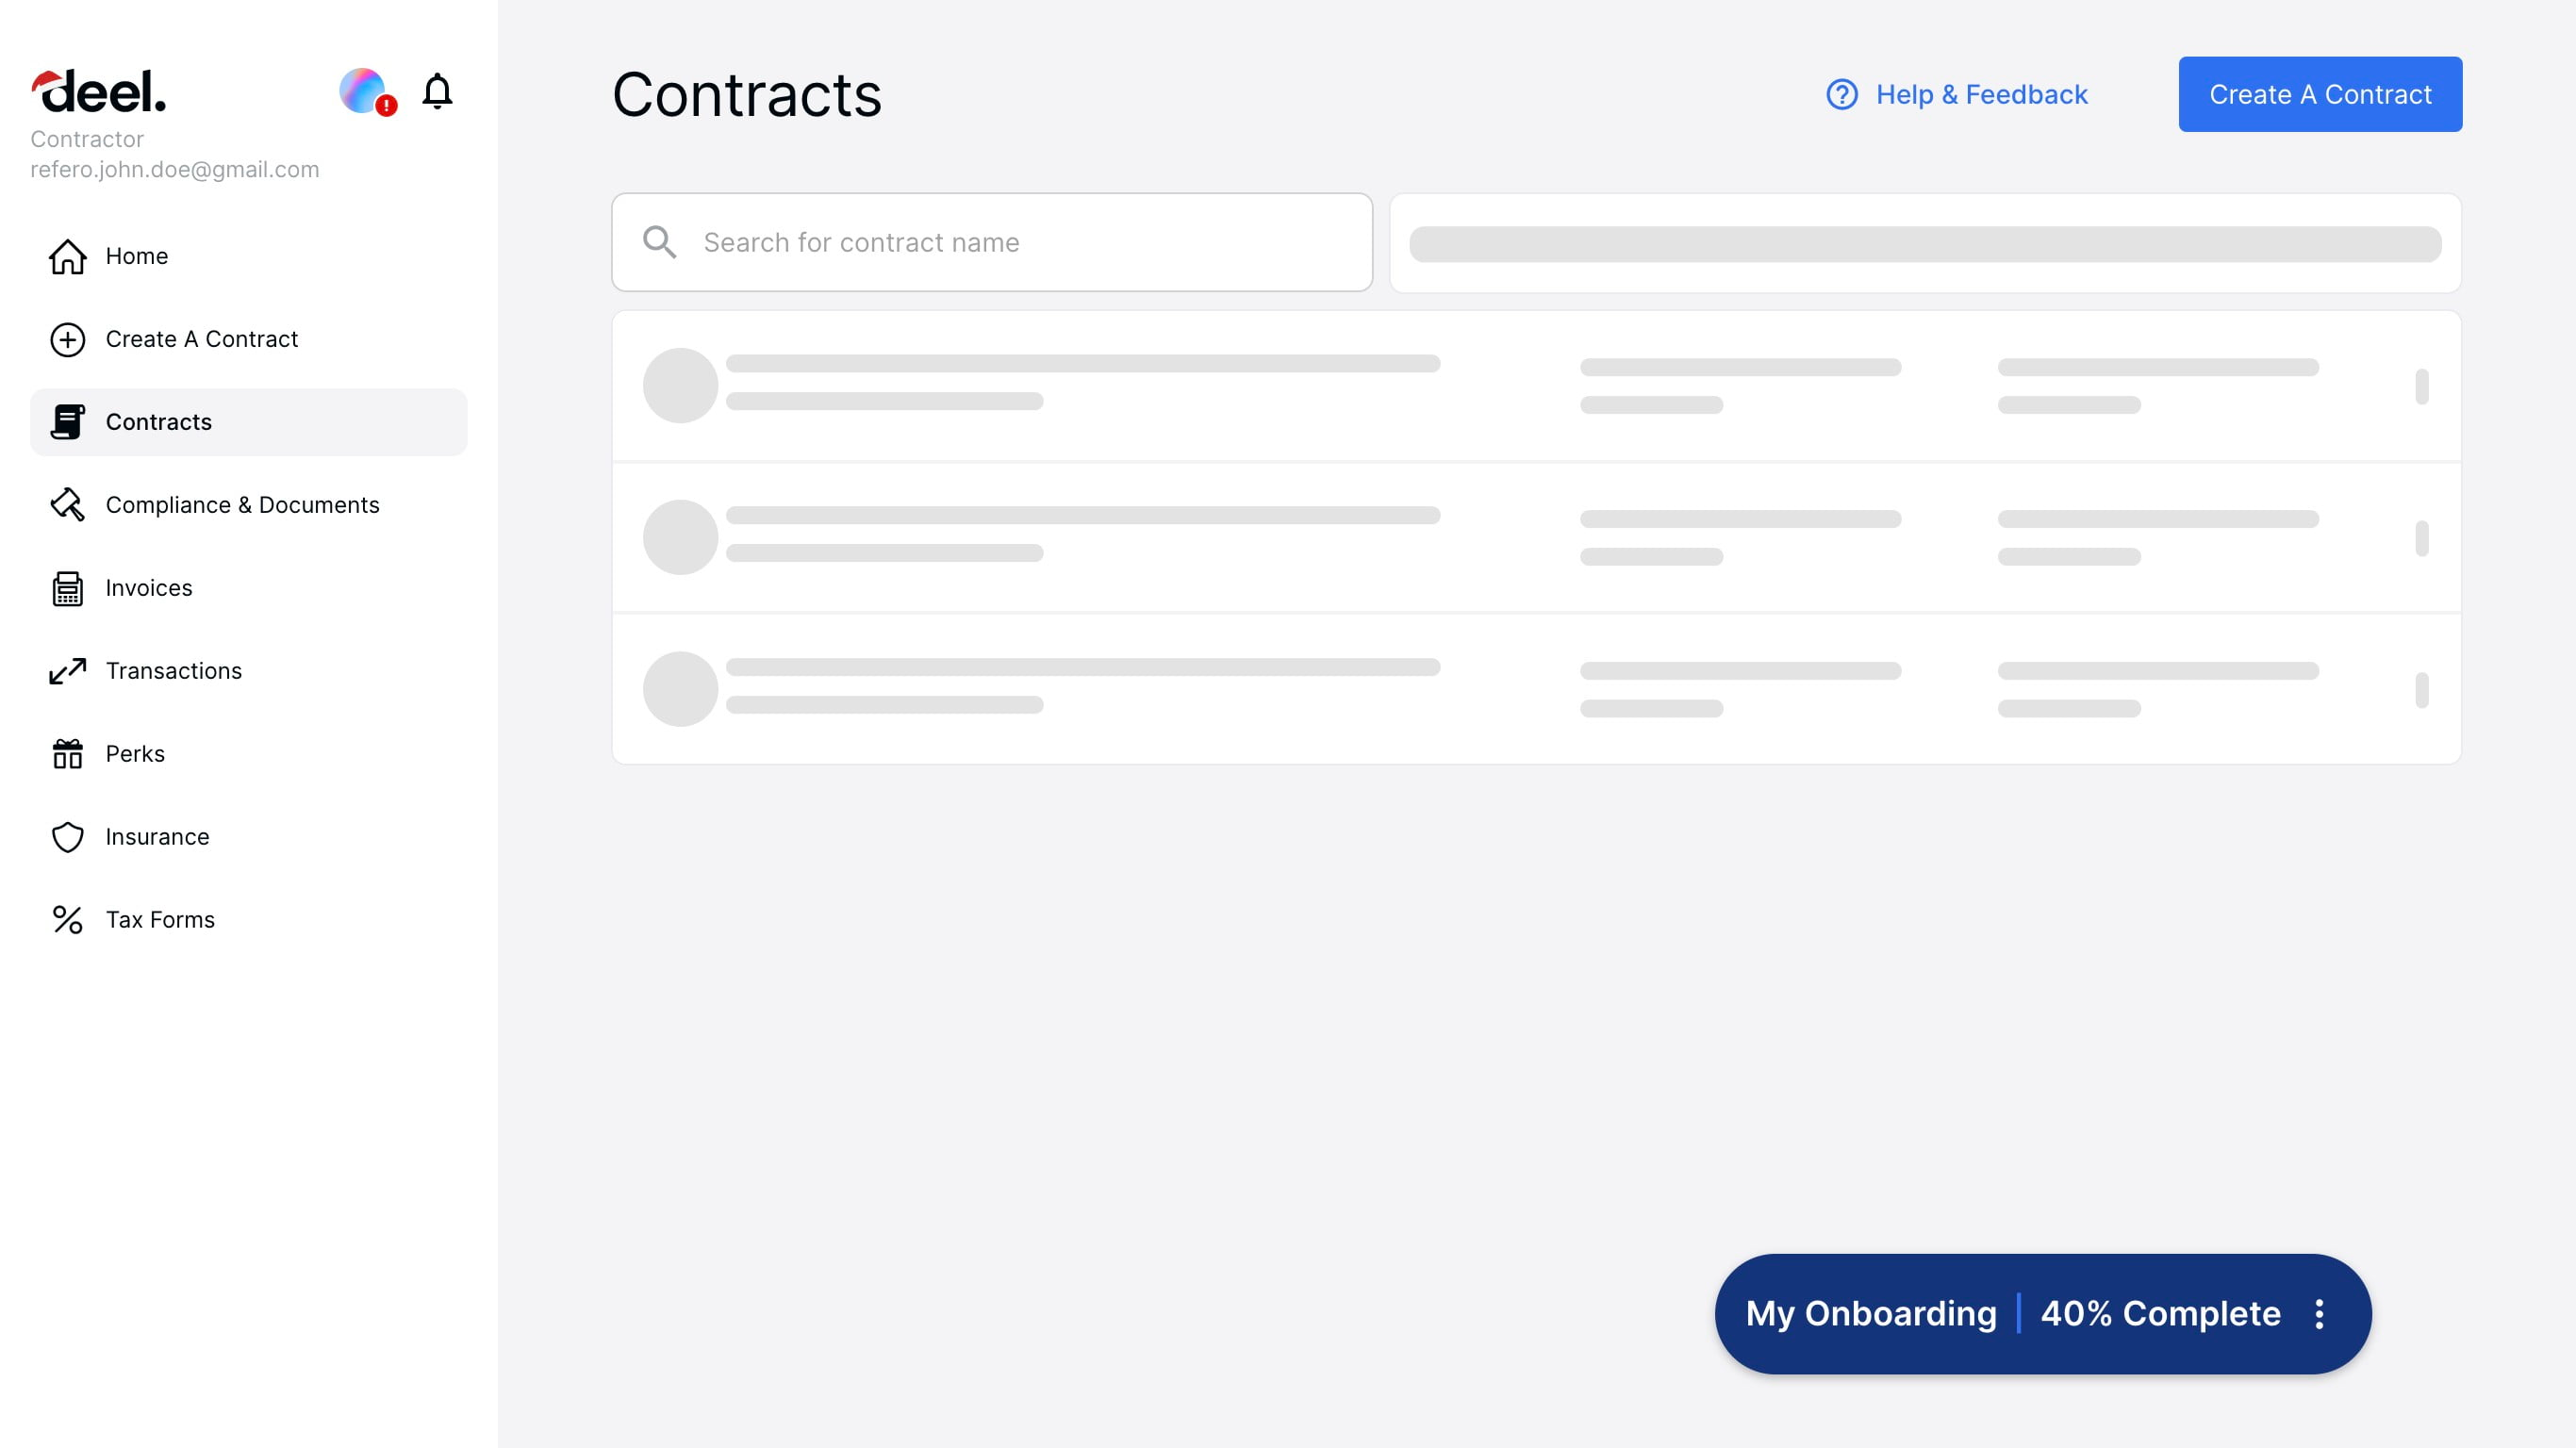 deel.
Contractor
refero.john.doe@gmail.com
Home
Create A Contract
Contracts
Compliance & Documents
Invoices
Transactions
Perks
Insurance
Tax Forms
Contracts
Help & Feedback
Create A Contract
Search for contract name
My Onboarding | 40% Complete